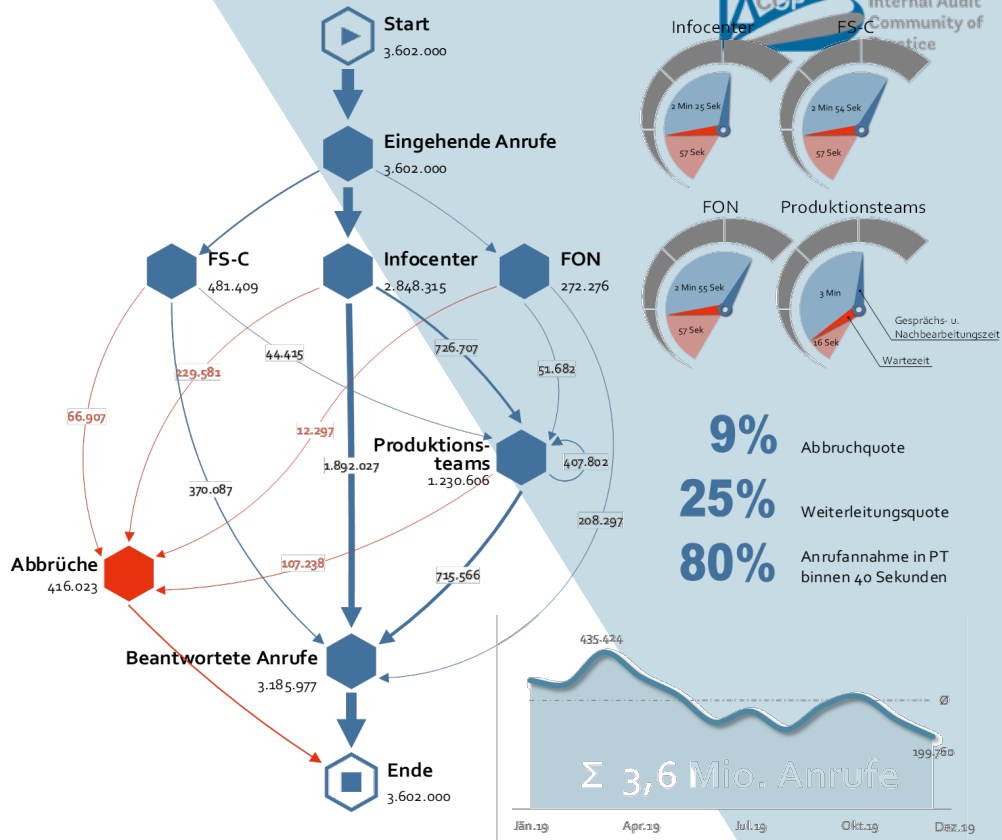 Start
3.602.000
Eingehende Anrufe
3.602.000
FS-C
481.409
Infocenter
2.848.315
FON
272.276
44.415
726.707
229.581
51.682
66.907
12.297
Produktions-
teams
1.230.606
1.892.027
407.802
370.087
208.297
Abbrüche
416.023
107.238
715.566
Beantwortete Anrufe
3.185.977
Ende
3.602.000
Internal Audit
Community of
Infocenter
FS-C
2 Min 25 Sek
57 Sek
2 Min 54 Sek
57 Sek
FON
Produktionsteams
2 Min 55 Sek
57 Sek
3 Min
16 Sek
Gesprächs- u.
Nachbearbeitungszeit
Wartezeit
9% Abbruchquote
25% Weiterleitungsquote
80% Anrufannahme in PT
binnen 40 Sekunden
435.424
Ø
199.760
Σ 3,6 Mio. Anrufe
Jän.19
Apr.19
Jul.19
Okt.19
Dez.19